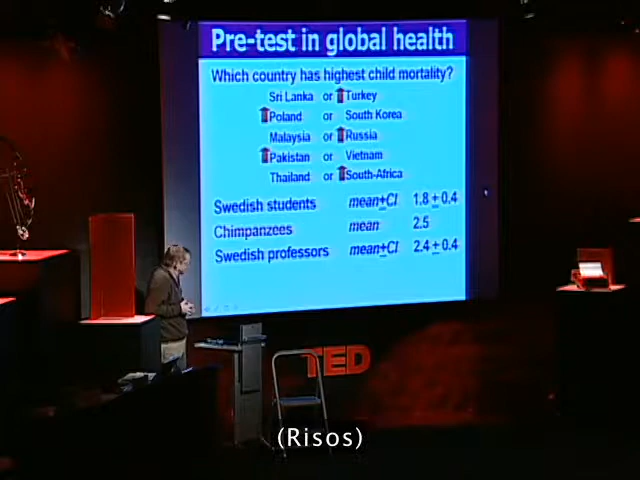 Pre-test in global health
Which country has highest child mortality?
Sri Lanka or Turkey
Poland or South Korea
Malaysia or Russia
Pakistan or Vietnam
Thailand or South-Africa
Swedish students mean±CI 1.8 ± 0.4
Chimpanzees mean 2.5
Swedish professors mean±CI 2.4 ± 0.4
TED
(Risos)